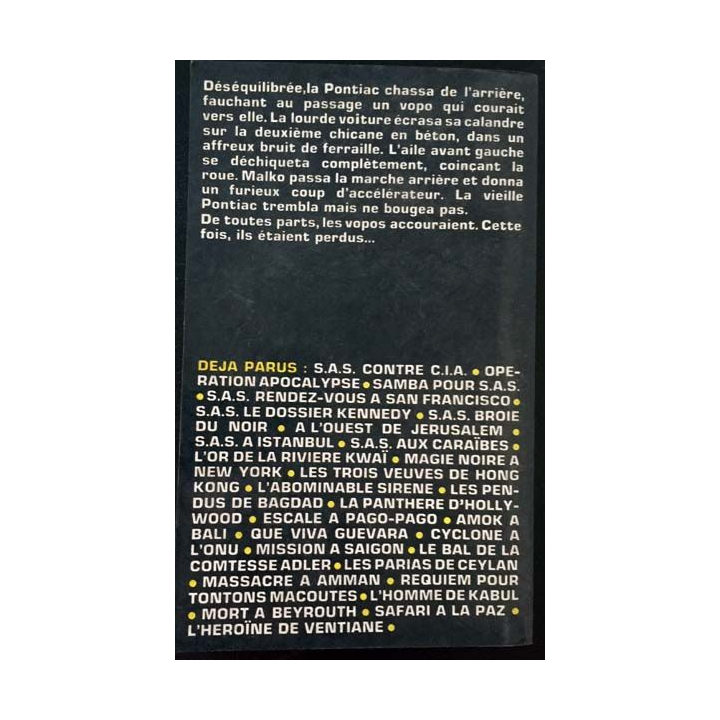 Déséquilibrée,la Pontiac chassa de l'arrière,
fauchant au passage un vopo qui courait
vers elle. La lourde voiture écrasa sa calandre
sur la deuxième chicane en béton, dans un
affreux bruit de ferraille. L'aile avant gauche
se déchiqueta complètement, coinçant la
roue. Malko passa la marche arrière et donna
un furieux coup d'accélérateur. La vieille
Pontiac trembla mais ne bougea pas.
De toutes parts, les vopos accouraient. Cette
fois, ils étaient perdus...
DEJA PARUS : S.A.S. CONTRE C.I.A. • OPE-
RATION APOCALYPSE • SAMBA POUR S.A.S.
• S.A.S. RENDEZ-VOUS A SAN FRANCISCO •
S.A.S. LE DOSSIER KENNEDY • S.A.S. BROIE
DU NOIR • A L'OUEST DE JERUSALEM •
S.A.S. A ISTANBUL • S.A.S. AUX CARAÏBES •
L'OR DE LA RIVIERE KWAÏ • MAGIE NOIRE A
NEW YORK • LES TROIS VEUVES DE HONG
KONG • L'ABOMINABLE SIRENE • LES PEN-
DUS DE BAGDAD • LA PANTHERE D'HOLLY-
WOOD • ESCALE A PAGO-PAGO • AMOK A
BALI • QUE VIVA GUEVARA • CYCLONE A
L'ONU • MISSION A SAIGON • LE BAL DE LA
COMTESSE ADLER • LES PARIAS DE CEYLAN
• MASSACRE A AMMAN • REQUIEM POUR
TONTONS MACOUTES • L'HOMME DE KABUL
• MORT A BEYROUTH • SAFARI A LA PAZ •
L'HEROÏNE DE VENTIANE •